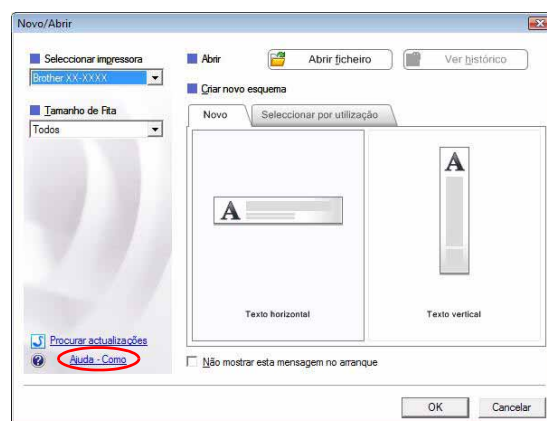 Novo/Abrir
Seleccionar impressora
Brother XX-XXXX
Tamanho de Fita
Todos
Procurar actualizações
Ajuda - Como
Abrir
Abrir ficheiro
Ver histórico
Criar novo esquema
Novo
Seleccionar por utilização
A
A
Texto horizontal
Texto vertical
Não mostrar esta mensagem no arranque
OK
Cancelar